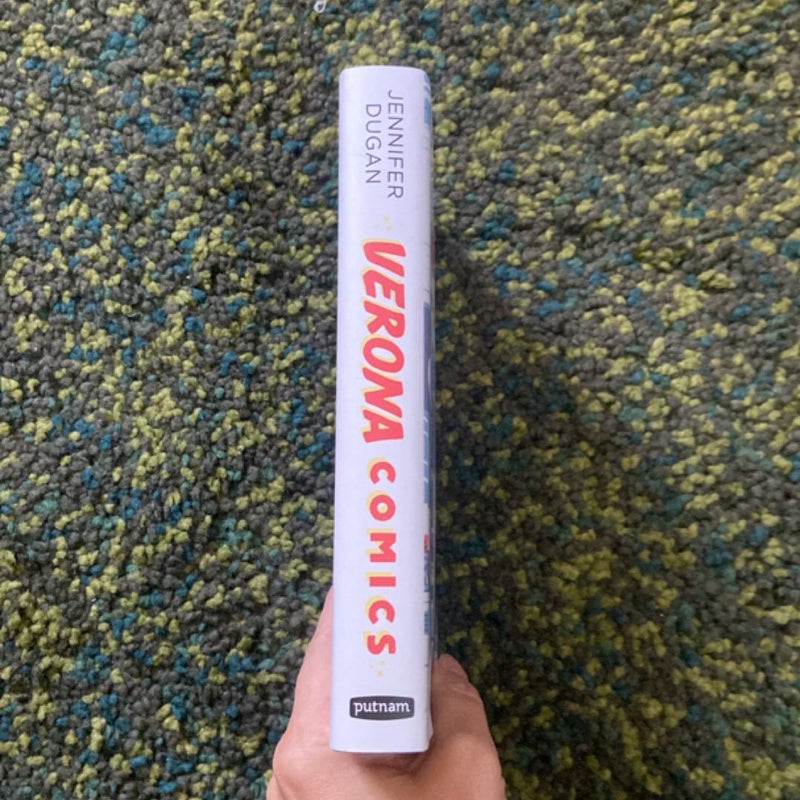 JENNIFER
DUGAN
VERONA COMICS
putnam